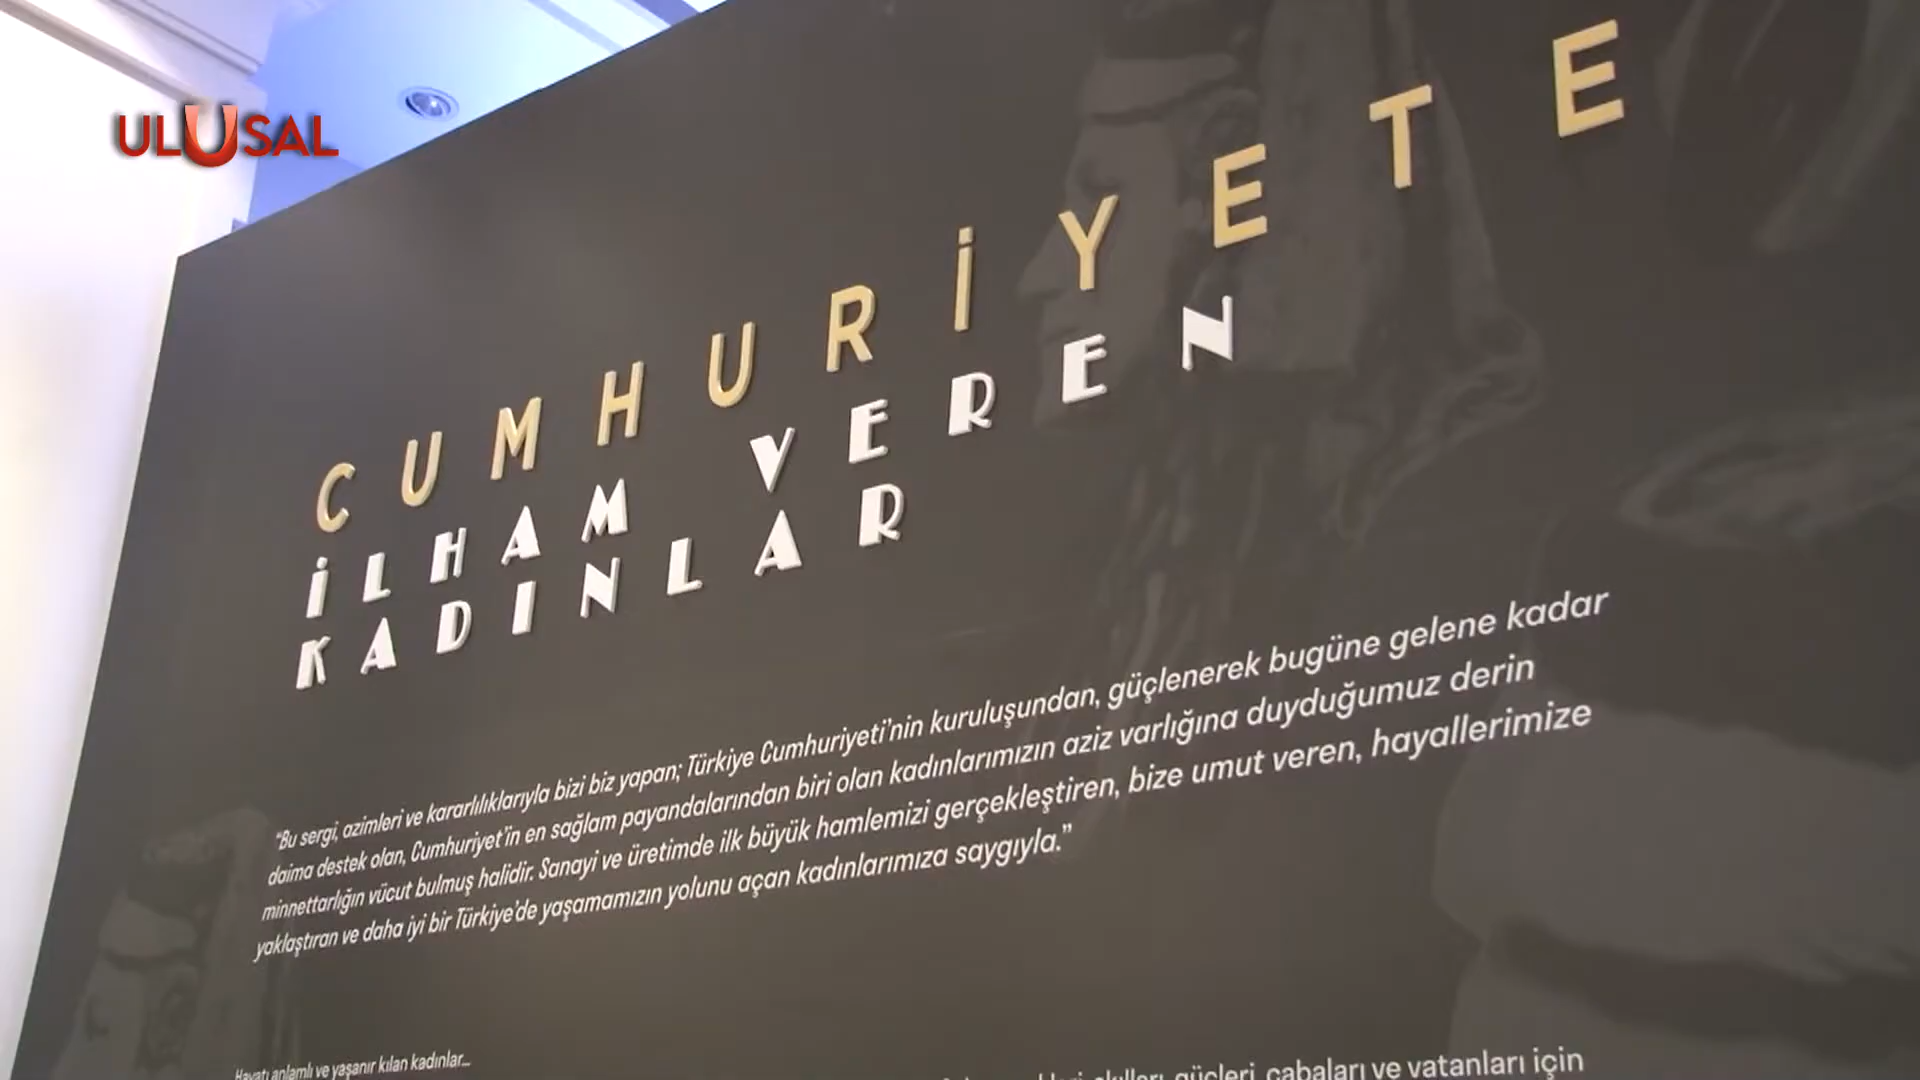 ULUSAL
CUMHURİYETE
İLHAM VEREN
KADINLAR
“Bu sergi, azimleri ve kararlılıklarıyla bizi biz yapan; Türkiye Cumhuriyeti’nin kuruluşundan, güçlenerek bugüne gelene kadar
daima destek olan, Cumhuriyet’in en sağlam payandalarından biri olan kadınlarımızın aziz varlığına duyduğumuz derin
minnettarlığın vücut bulmuş halidir. Sanayi ve üretimde ilk büyük hamlemizi gerçekleştiren, bize umut veren, hayallerimize
yaklaştıran ve daha iyi bir Türkiye’de yaşamamızın yolunu açan kadınlarımıza saygıyla.”
Hayatı anlamlı ve yaşanır kılan kadınlar...
akılları, güçleri, çabaları ve vatanları için